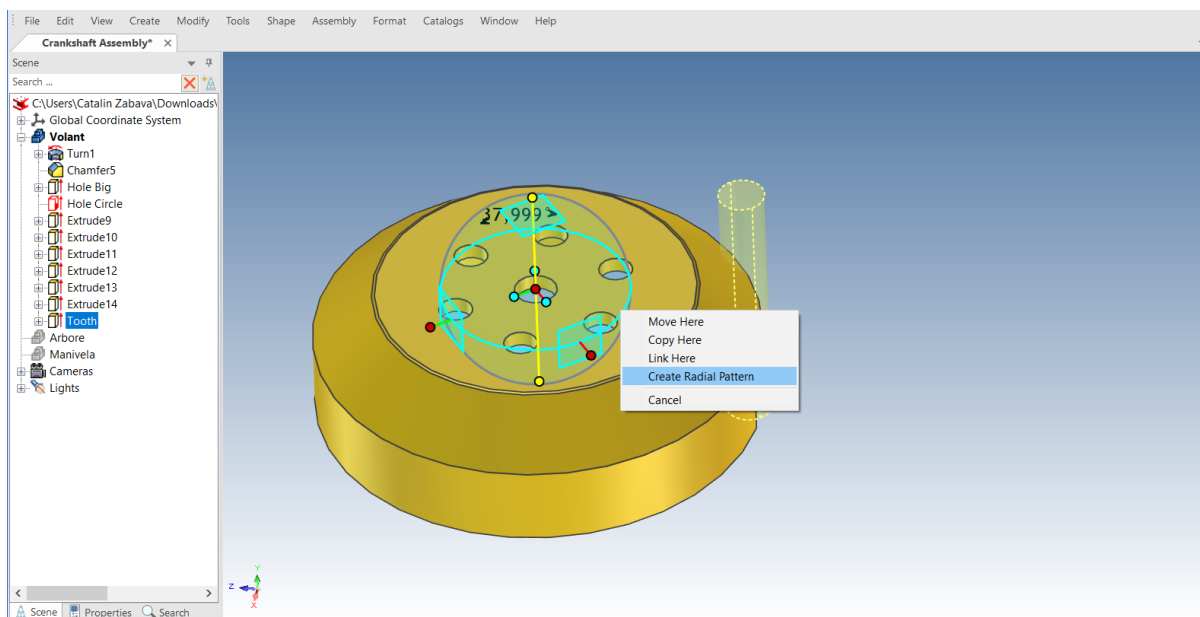 File Edit View Create Modify Tools Shape Assembly Format Catalogs Window Help
Crankshaft Assembly*
Scene
Search ...
C:\Users\Catalin Zabava\Downloads\
Global Coordinate System
Volant
Turn1
Chamfer5
Hole Big
Hole Circle
Extrude9
Extrude10
Extrude11
Extrude12
Extrude13
Extrude14
Tooth
Arbore
Manivela
Cameras
Lights
37,999°
Move Here
Copy Here
Link Here
Create Radial Pattern
Cancel
Y
Z
X
Scene Properties Search